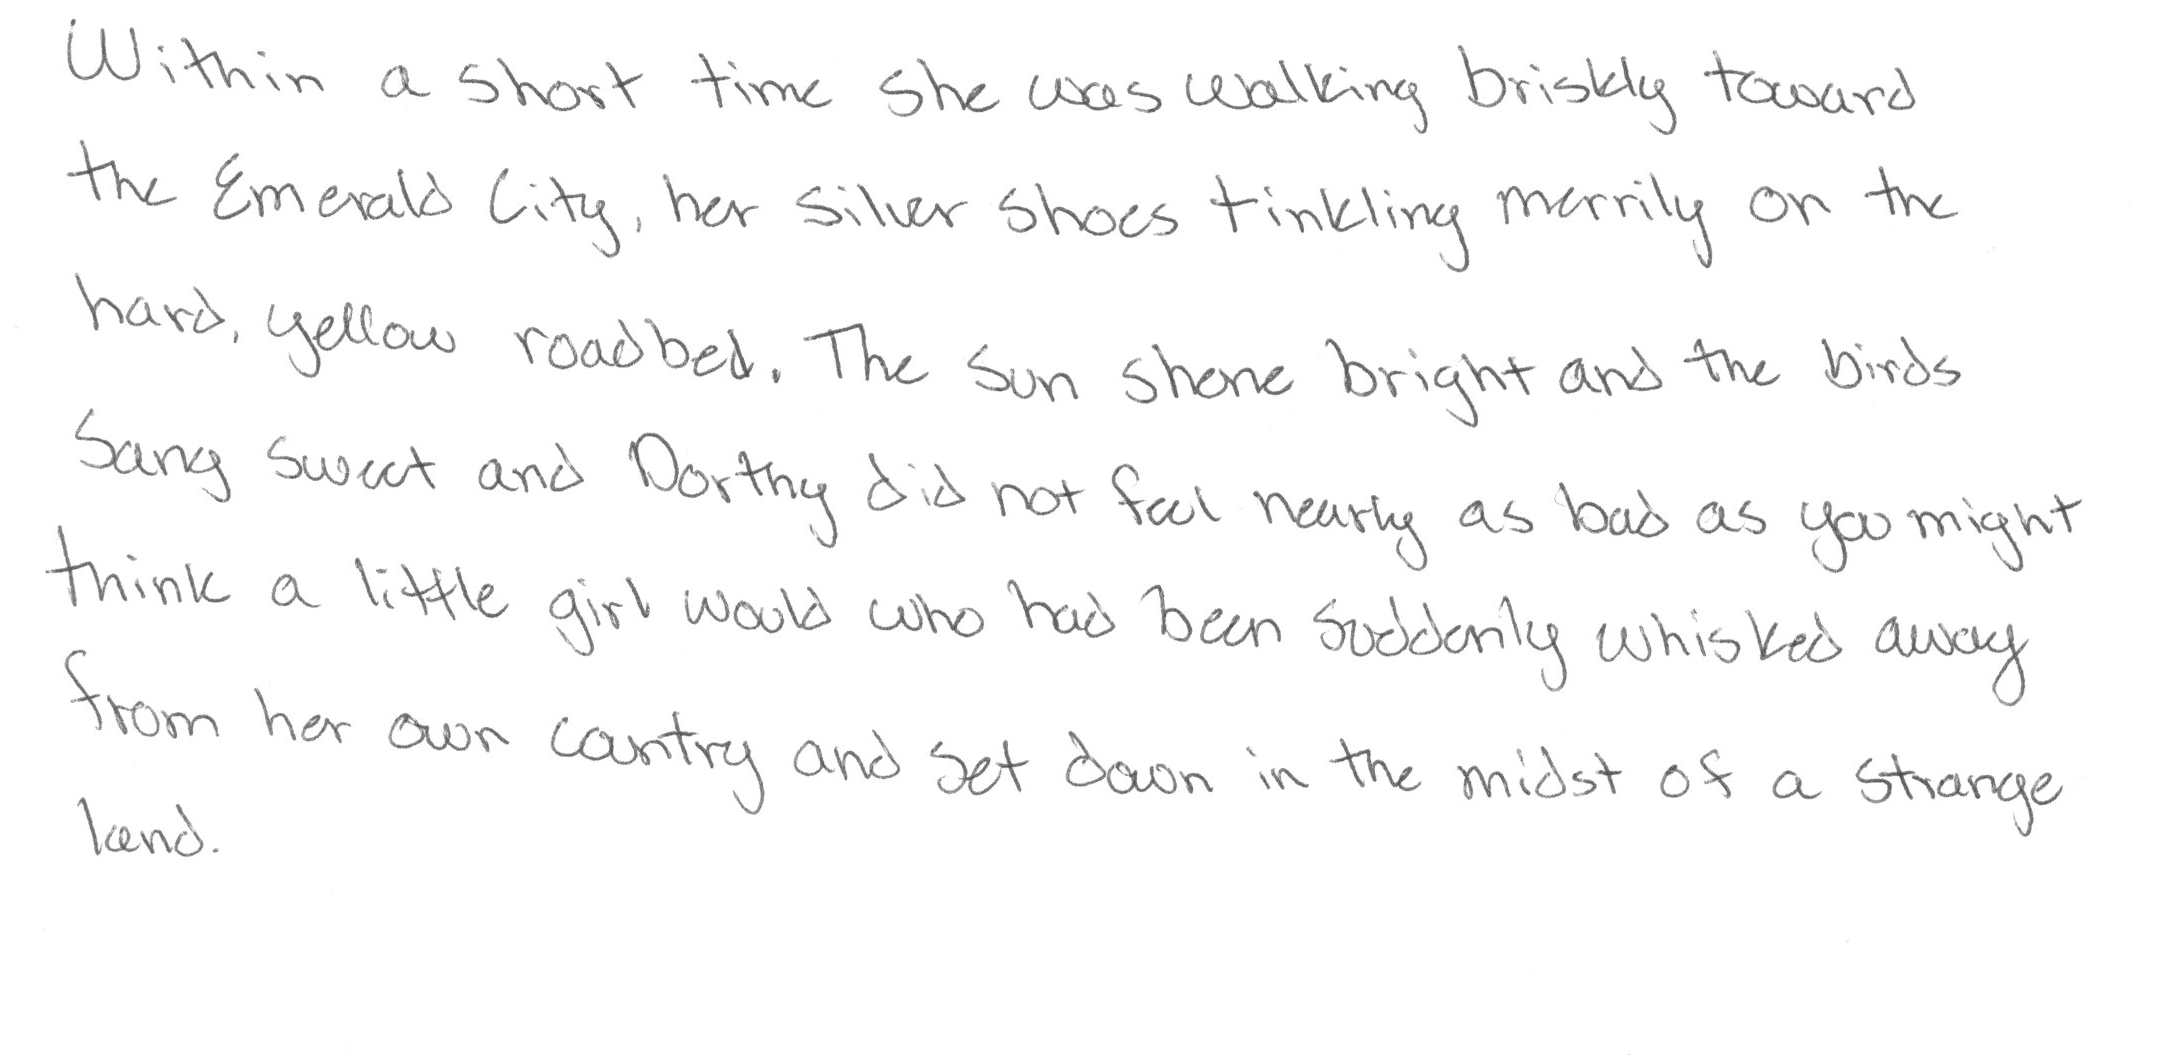 Within a short time she was walking briskly toward
the Emerald City, her silver shoes tinkling merrily on the
hard, yellow roadbed. The sun shone bright and the birds
sang sweet and Dorthy did not feel nearly as bad as you might
think a little girl would who had been suddenly whisked away
from her own country and set down in the midst of a strange
land.